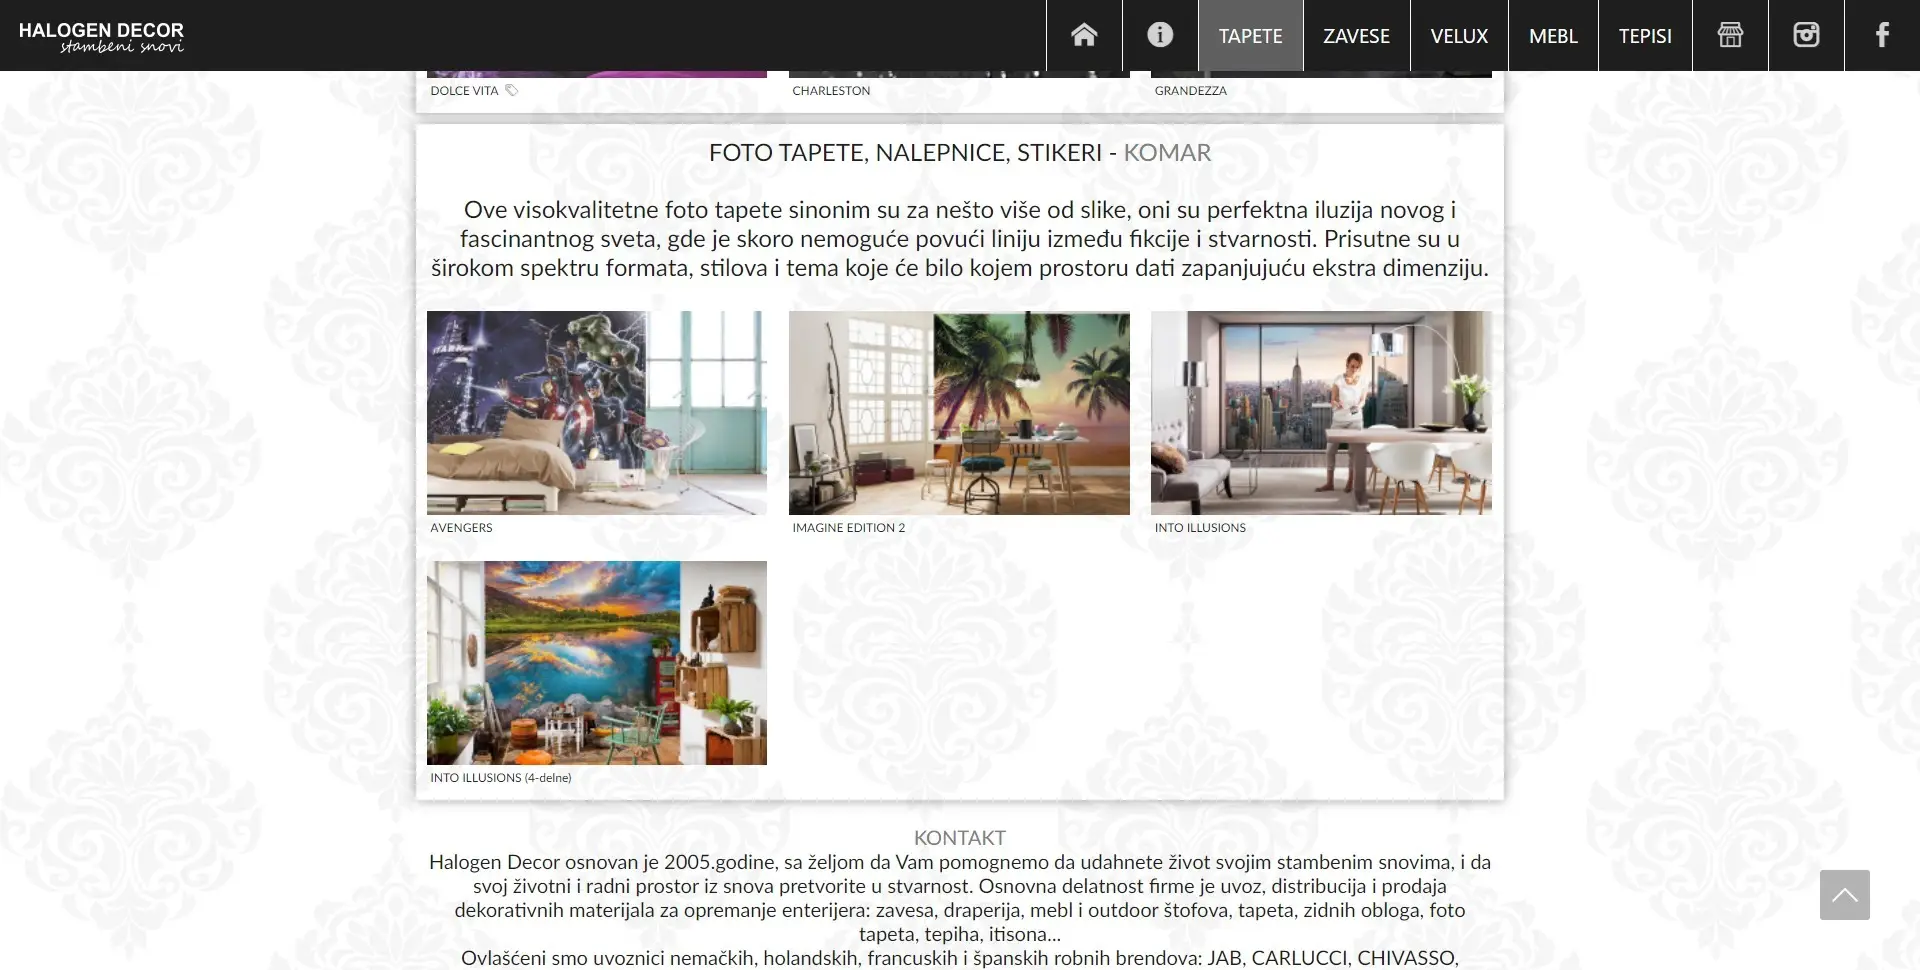 HALOGEN DECOR
stambeni snovi
TAPETE
ZAVESE
VELUX
MEBL
TEPISI
DOLCE VITA
CHARLESTON
GRANDEZZA
FOTO TAPETE, NALEPNICE, STIKERI - KOMAR
Ove visokvalitetne foto tapete sinonim su za nešto više od slike, oni su perfektna iluzija novog i
fascinantnog sveta, gde je skoro nemoguće povući liniju između fikcije i stvarnosti. Prisutne su u
širokom spektru formata, stilova i tema koje će bilo kojem prostoru dati zapanjujuću ekstra dimenziju.
AVENGERS
IMAGINE EDITION 2
INTO ILLUSIONS
INTO ILLUSIONS (4-delne)
KONTAKT
Halogen Decor osnovan je 2005.godine, sa željom da Vam pomognemo da udahnete život svojim stambenim snovima, i da
svoj životni i radni prostor iz snova pretvorite u stvarnost. Osnovna delatnost firme je uvoz, distribucija i prodaja
dekorativnih materijala za opremanje enterijera: zavesa, draperija, mebl i outdoor štofova, tapeta, zidnih obloga, foto
tapeta, tepiha, itisona...
Ovlašćeni smo uvoznici nemačkih, holandskih, francuskih i španskih robnih brendova: JAB, CARLUCCI, CHIVASSO,